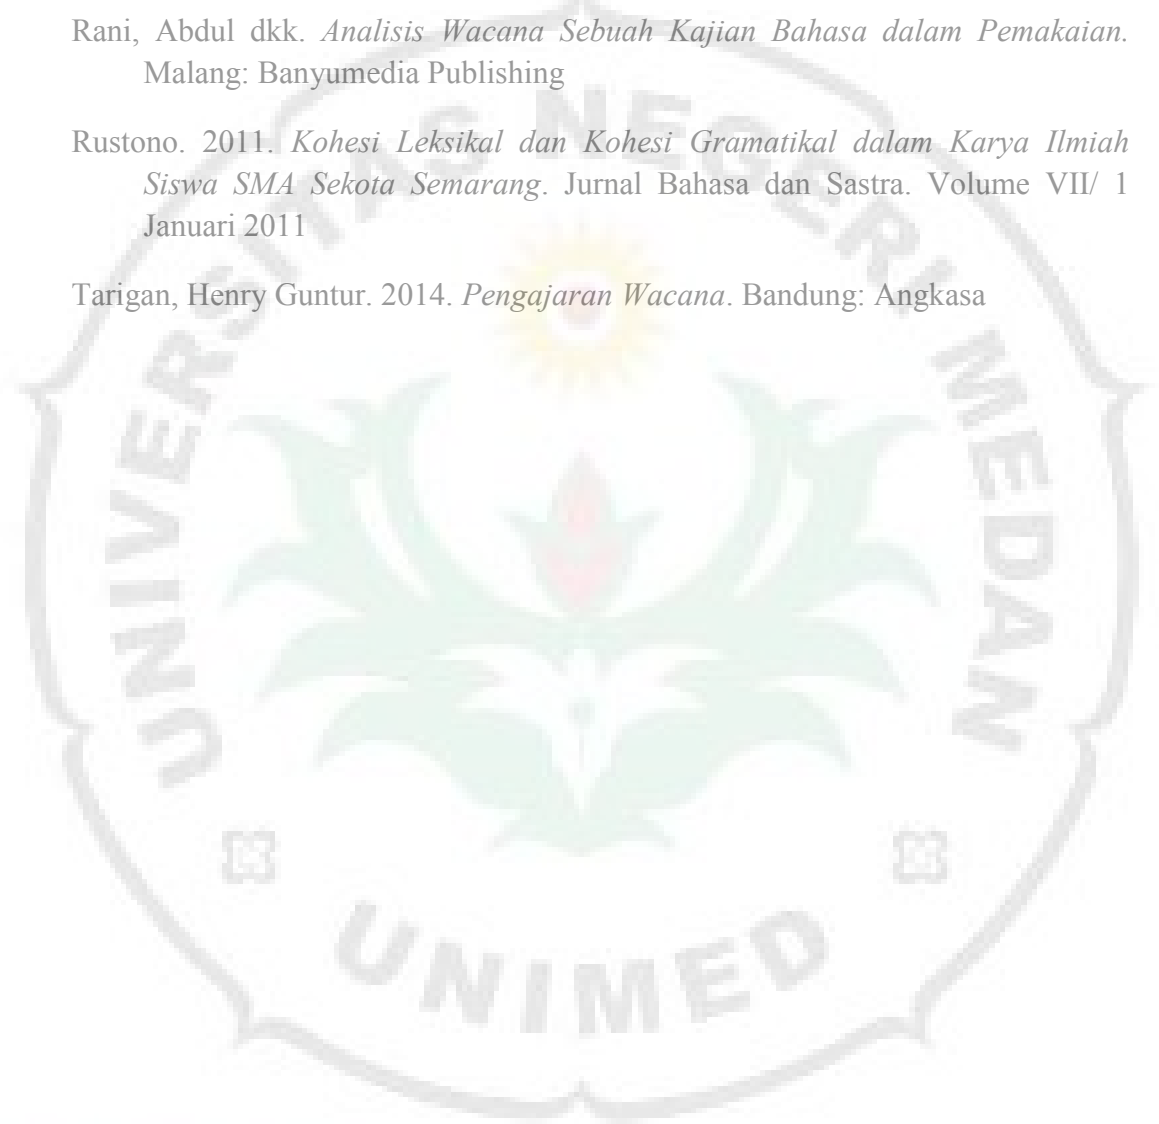 Rani, Abdul dkk. Analisis Wacana Sebuah Kajian Bahasa dalam Pemakaian.
Malang: Banyumedia Publishing
Rustono. 2011. Kohesi Leksikal dan Kohesi Gramatikal dalam Karya Ilmiah
Siswa SMA Sekota Semarang. Jurnal Bahasa dan Sastra. Volume VII/ 1
Januari 2011
Tarigan, Henry Guntur. 2014. Pengajaran Wacana. Bandung: Angkasa
UNIVERSITAS NEGERI MEDAN
UNIMED